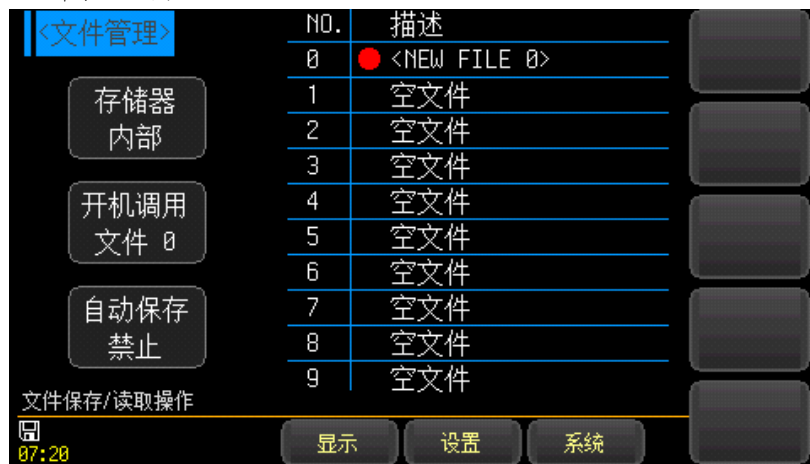 <文件管理>
NO. 描述
0 <NEW FILE 0>
1 空文件
2 空文件
3 空文件
4 空文件
5 空文件
6 空文件
7 空文件
8 空文件
9 空文件
存储器
内部
开机调用
文件 0
自动保存
禁止
文件保存/读取操作
07:20
显示 设置 系统